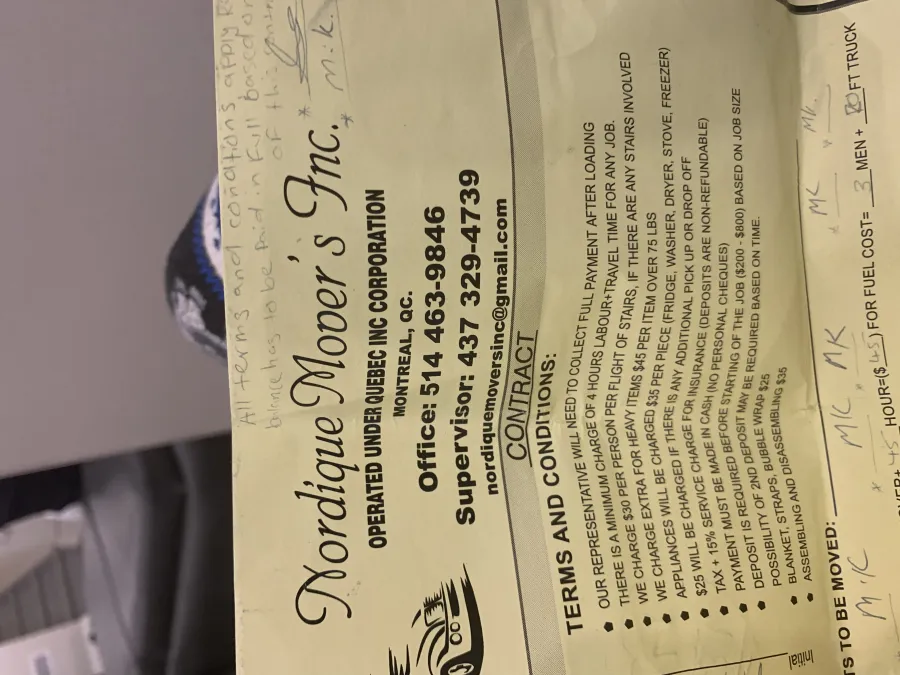 All terms and conditions apply
balance has to be paid in full based on
of this
m.k.
Nordique Mover's Inc.
OPERATED UNDER QUEBEC INC CORPORATION
MONTREAL, QC.
Office: 514 463-9846
Supervisor: 437 329-4739
nordiquemoversinc@gmail.com
CONTRACT
TERMS AND CONDITIONS:
OUR REPRESENTATIVE WILL NEED TO COLLECT FULL PAYMENT AFTER LOADING
THERE IS A MINIMUM CHARGE OF 4 HOURS LABOUR+TRAVEL TIME FOR ANY JOB.
WE CHARGE $30 PER PERSON PER FLIGHT OF STAIRS, IF THERE ARE ANY STAIRS INVOLVED
WE CHARGE EXTRA FOR HEAVY ITEMS $45 PER ITEM OVER 75 LBS
APPLIANCES WILL BE CHARGED $35 PER PIECE (FRIDGE, WASHER, DRYER, STOVE, FREEZER)
$25 WILL BE CHARGED IF THERE IS ANY ADDITIONAL PICK UP OR DROP OFF
TAX + 15% SERVICE CHARGE FOR INSURANCE (DEPOSITS ARE NON-REFUNDABLE)
PAYMENT MUST BE MADE IN CASH (NO PERSONAL CHEQUES)
DEPOSIT IS REQUIRED BEFORE STARTING OF THE JOB ($200 - $800) BASED ON JOB SIZE
POSSIBILITY OF 2ND DEPOSIT MAY BE REQUIRED BASED ON TIME.
BLANKET, STRAPS, BUBBLE WRAP $25
ASSEMBLING AND DISASSEMBLING $35
Initial
TS TO BE MOVED:
MK MK MK MK MK.
HOUR=($ 45) FOR FUEL COST= 3 MEN + 20 FT TRUCK
45